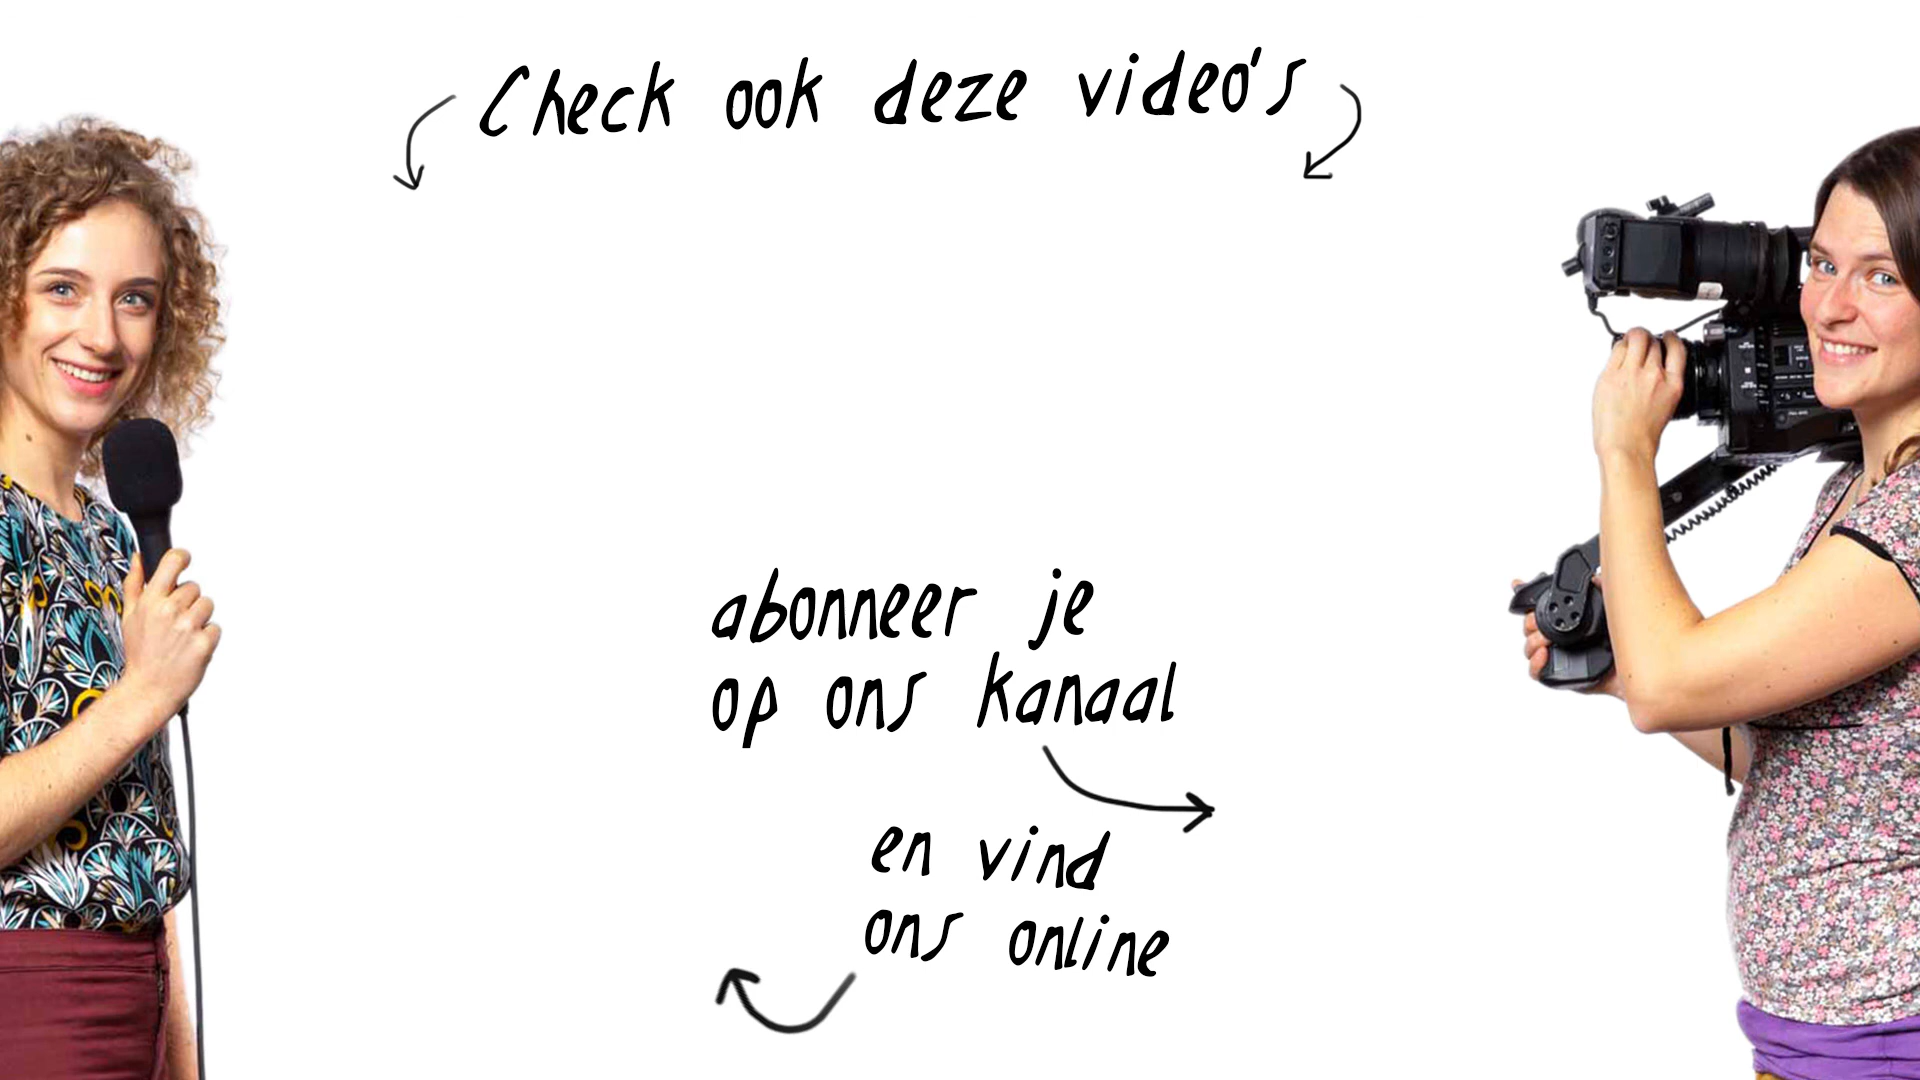 Check ook deze video's
abonneer je
op ons kanaal
en vind
ons online